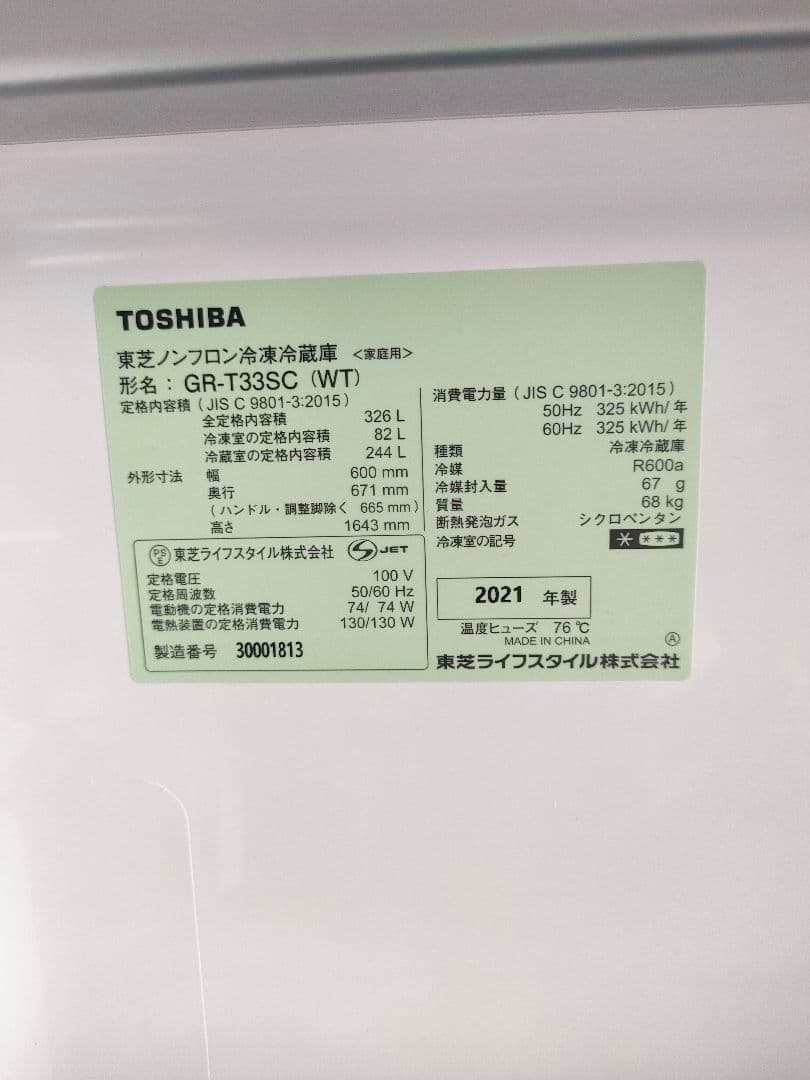 TOSHIBA
東芝ノンフロン冷凍冷蔵庫 <家庭用>
形名: GR-T33SC (WT)
定格内容積 (JIS C 9801-3:2015)
全定格内容積 326 L
冷凍室の定格内容積 82 L
冷蔵室の定格内容積 244 L
外形寸法 幅 600 mm
奥行 671 mm
(ハンドル・調整脚除く 665 mm)
高さ 1643 mm
PSE 東芝ライフスタイル株式会社 S JET
定格電圧 100 V
定格周波数 50/60 Hz
電動機の定格消費電力 74/ 74 W
電熱装置の定格消費電力 130/130 W
製造番号 30001813
消費電力量 (JIS C 9801-3:2015)
50Hz 325 kWh/年
60Hz 325 kWh/年
種類 冷凍冷蔵庫
冷媒 R600a
冷媒封入量 67 g
質量 68 kg
断熱発泡ガス シクロペンタン
冷凍室の記号 * ***
2021 年製
温度ヒューズ 76 ℃
MADE IN CHINA Ⓐ
東芝ライフスタイル株式会社